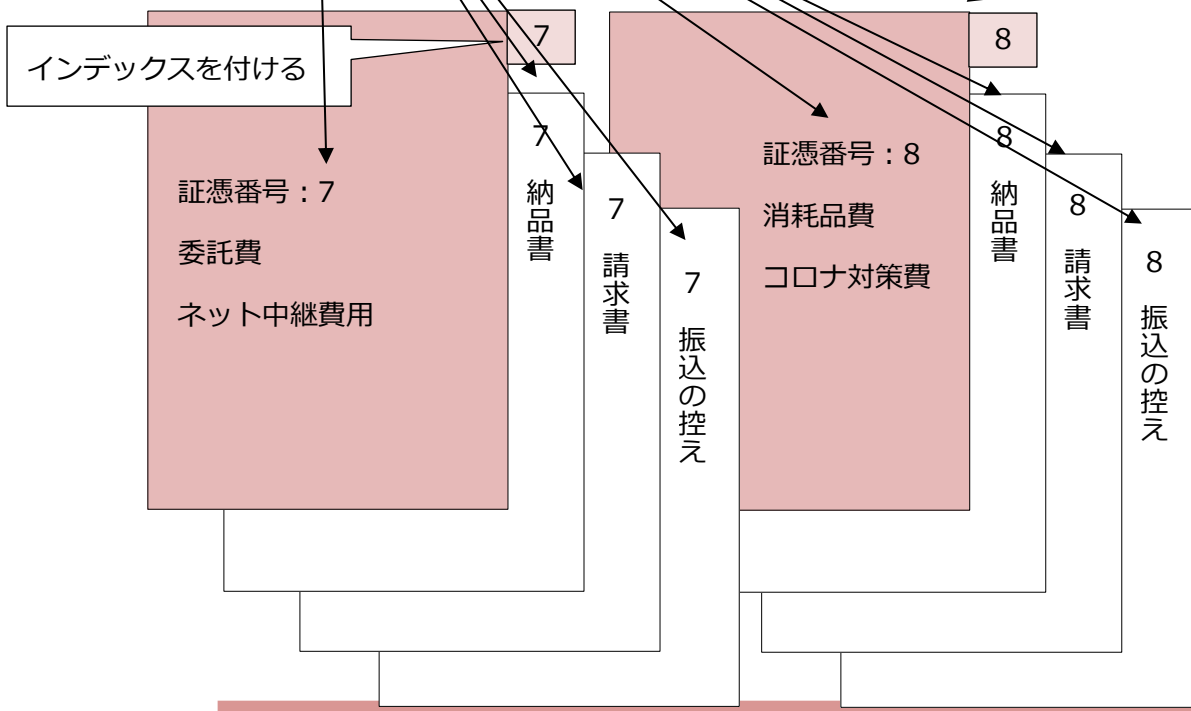 インデックスを付ける
7
証憑番号：7
委託費
ネット中継費用
7 納品書
7 請求書
7 振込の控え
8
証憑番号：8
消耗品費
コロナ対策費
8 納品書
8 請求書
8 振込の控え